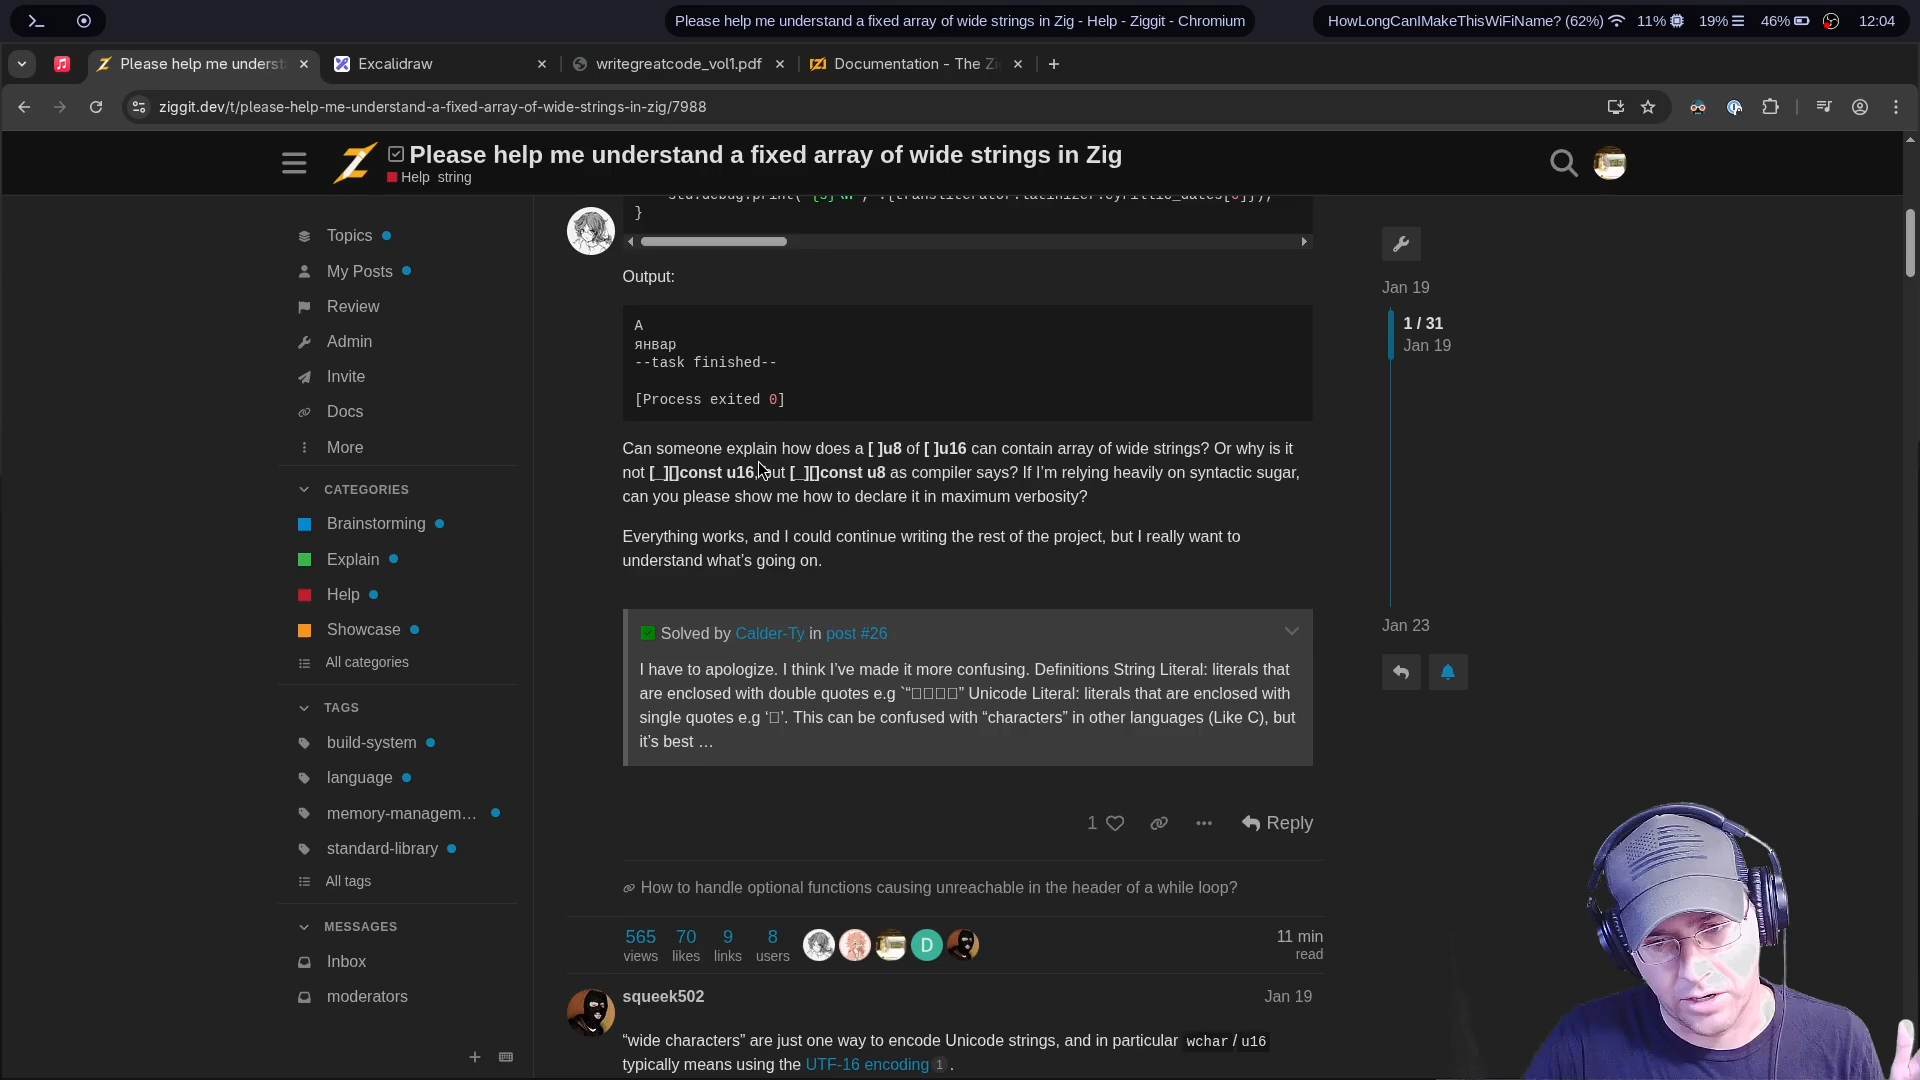 Please help me understand a fixed array of wide strings in Zig - Help - Ziggit - Chromium
HowLongCanIMakeThisWiFiName? (62%) 11% 19% 46% 12:04
Please help me underst
Excalidraw
writegreatcode_vol1.pdf
Documentation - The Zi
ziggit.dev/t/please-help-me-understand-a-fixed-array-of-wide-strings-in-zig/7988
Please help me understand a fixed array of wide strings in Zig
Help string
Topics
My Posts
Review
Admin
Invite
Docs
More
CATEGORIES
Brainstorming
Explain
Help
Showcase
All categories
TAGS
build-system
language
memory-managem…
standard-library
All tags
MESSAGES
Inbox
moderators
}
Output:
A
январ
--task finished--
[Process exited 0]
Can someone explain how does a [ ]u8 of [ ]u16 can contain array of wide strings? Or why is it
not [_][]const u16, but [_][]const u8 as compiler says? If I’m relying heavily on syntactic sugar,
can you please show me how to declare it in maximum verbosity?
Everything works, and I could continue writing the rest of the project, but I really want to
understand what’s going on.
Solved by Calder-Ty in post #26
I have to apologize. I think I’ve made it more confusing. Definitions String Literal: literals that
are enclosed with double quotes e.g `“□□□□” Unicode Literal: literals that are enclosed with
single quotes e.g ‘□’. This can be confused with “characters” in other languages (Like C), but
it’s best …
1
Reply
How to handle optional functions causing unreachable in the header of a while loop?
565 70 9 8 D 11 min
views likes links users read
squeek502 Jan 19
“wide characters” are just one way to encode Unicode strings, and in particular wchar / u16
typically means using the UTF-16 encoding 1 .
Jan 19
1 / 31
Jan 19
Jan 23